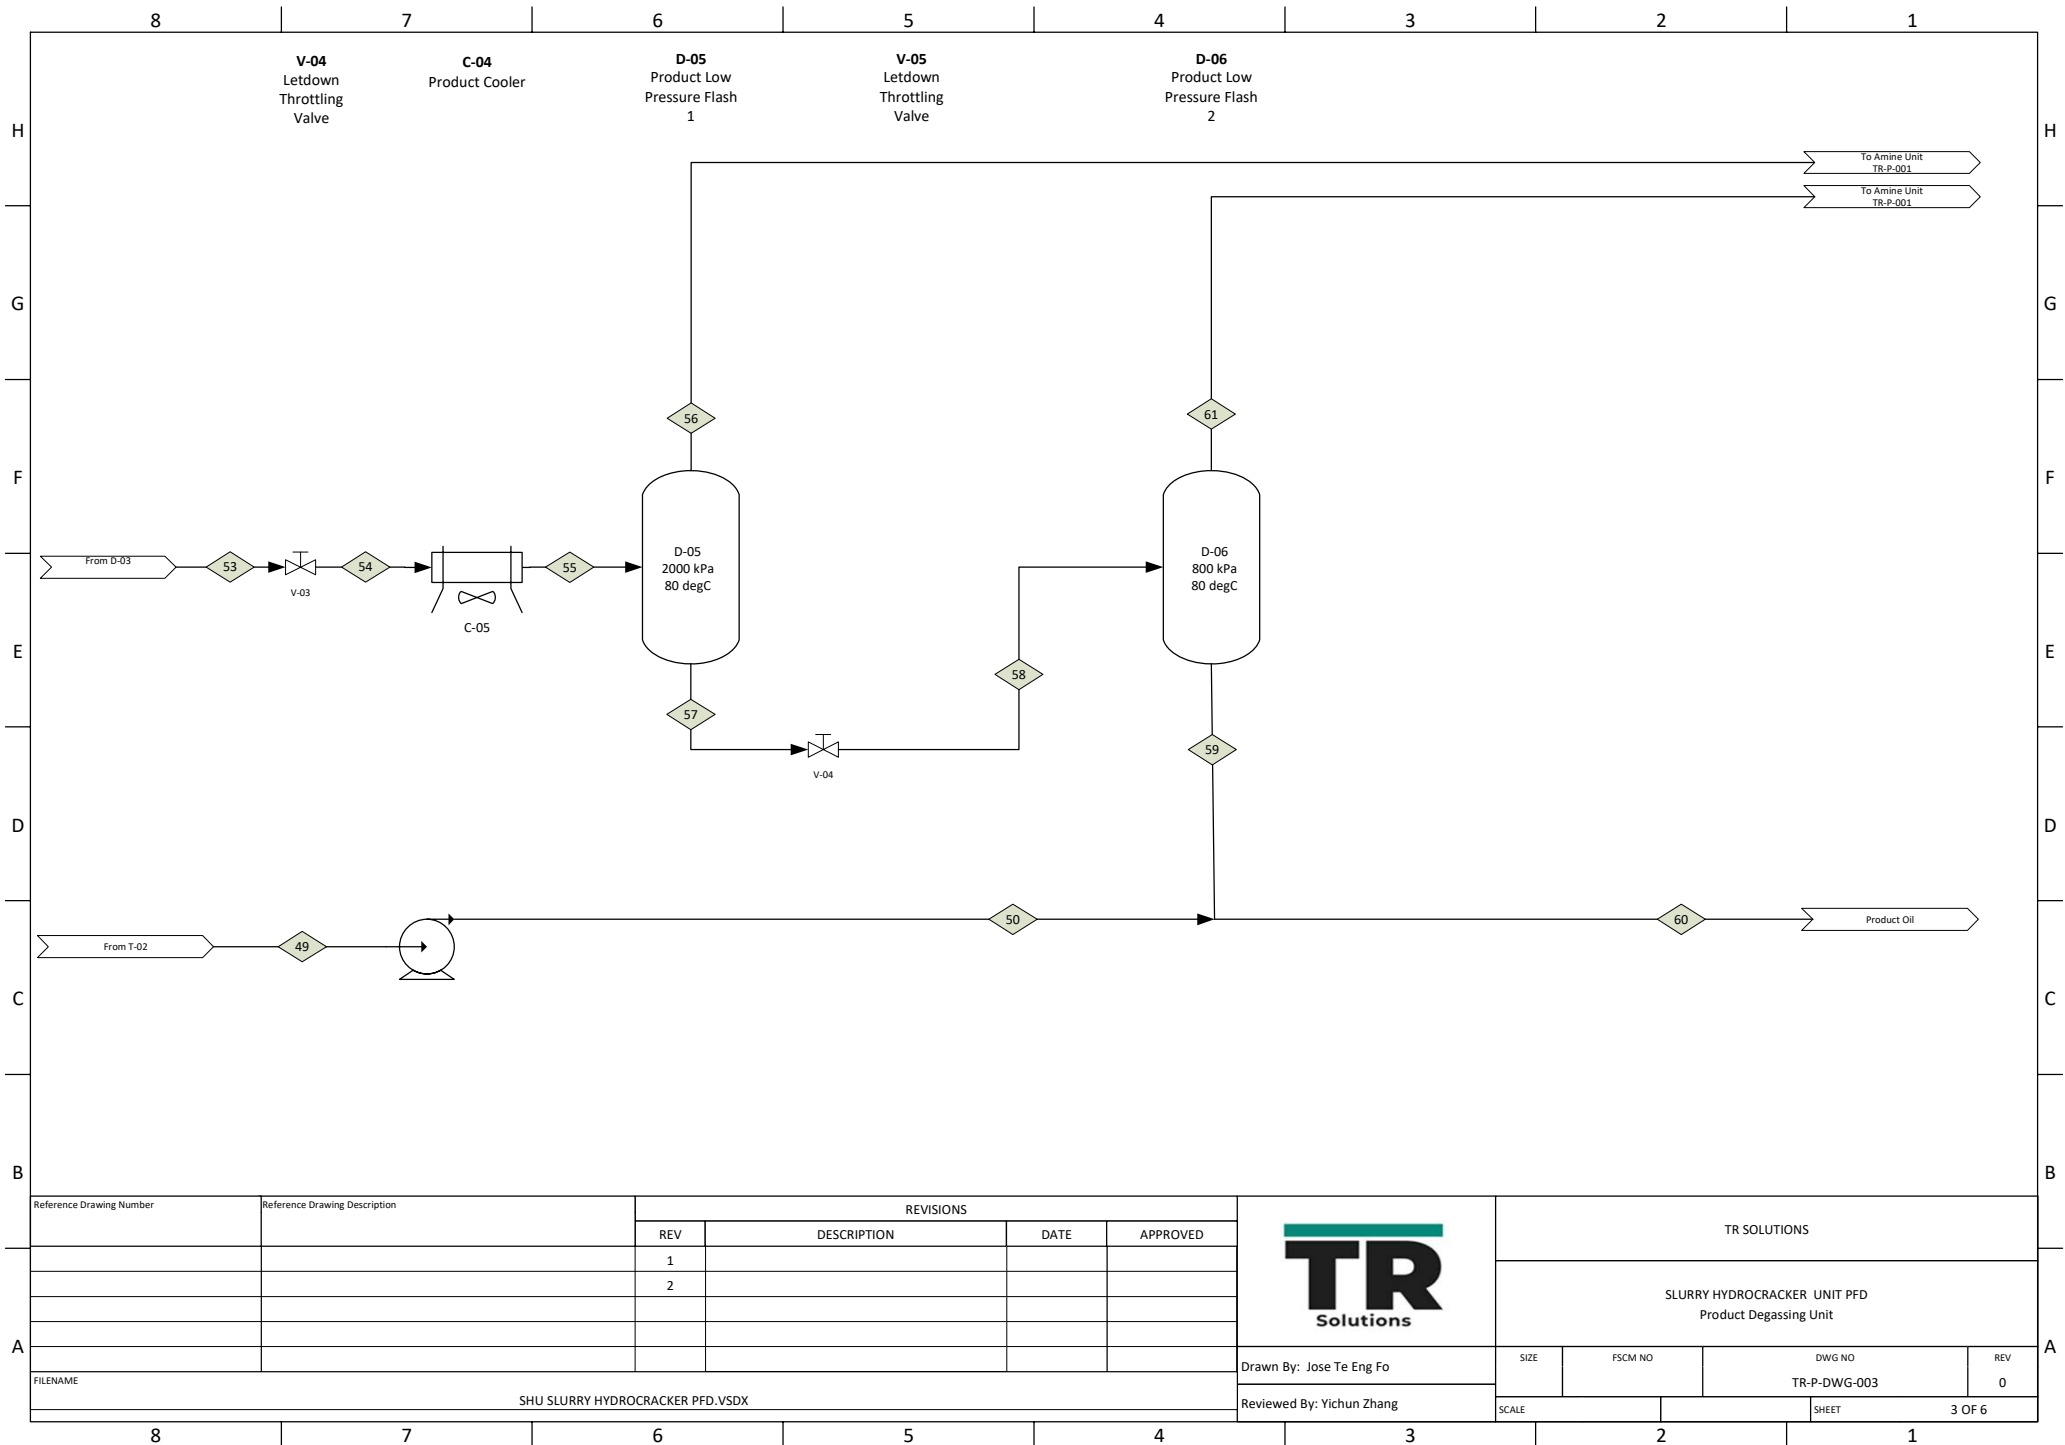 8 7 6 5 4 3 2 1
V-04
Letdown
Throttling
Valve
C-04
Product Cooler
D-05
Product Low
Pressure Flash
1
V-05
Letdown
Throttling
Valve
D-06
Product Low
Pressure Flash
2
H H
To Amine Unit
TR-P-001
To Amine Unit
TR-P-001
G G
56
61
F F
From D-03
53
V-03
54
C-05
55
D-05
2000 kPa
80 degC
D-06
800 kPa
80 degC
E E
58
57
V-04
59
D D
From T-02
49
50
60
Product Oil
C C
B B
Reference Drawing Number
Reference Drawing Description
REVISIONS
REV DESCRIPTION DATE APPROVED
1
2
TR
Solutions
TR SOLUTIONS
SLURRY HYDROCRACKER UNIT PFD
Product Degassing Unit
A A
Drawn By: Jose Te Eng Fo
Reviewed By: Yichun Zhang
SIZE FSCM NO DWG NO REV
TR-P-DWG-003 0
SCALE SHEET 3 OF 6
FILENAME
SHU SLURRY HYDROCRACKER PFD.VSDX
8 7 6 5 4 3 2 1